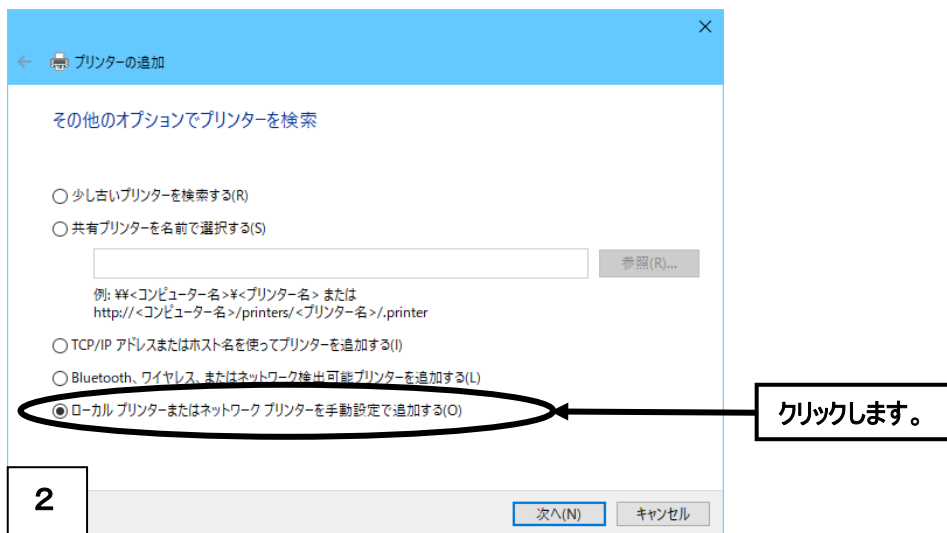 プリンターの追加
その他のオプションでプリンターを検索
少し古いプリンターを検索する(R)
共有プリンターを名前で選択する(S)
参照(R)...
例: ¥¥<コンピューター名>¥<プリンター名> または
http://<コンピューター名>/printers/<プリンター名>/.printer
TCP/IP アドレスまたはホスト名を使ってプリンターを追加する(I)
Bluetooth、ワイヤレス、またはネットワーク検出可能プリンターを追加する(L)
ローカル プリンターまたはネットワーク プリンターを手動設定で追加する(O)
クリックします。
2
次へ(N)
キャンセル